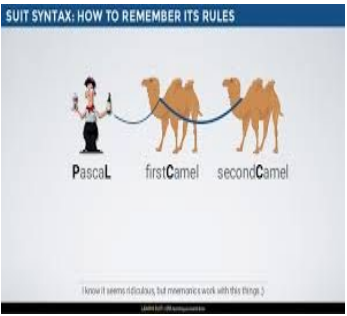 SUIT SYNTAX: HOW TO REMEMBER ITS RULES
PascaL firstCamel secondCamel
I know it seems ridiculous, but mnemonics work with this things ;)